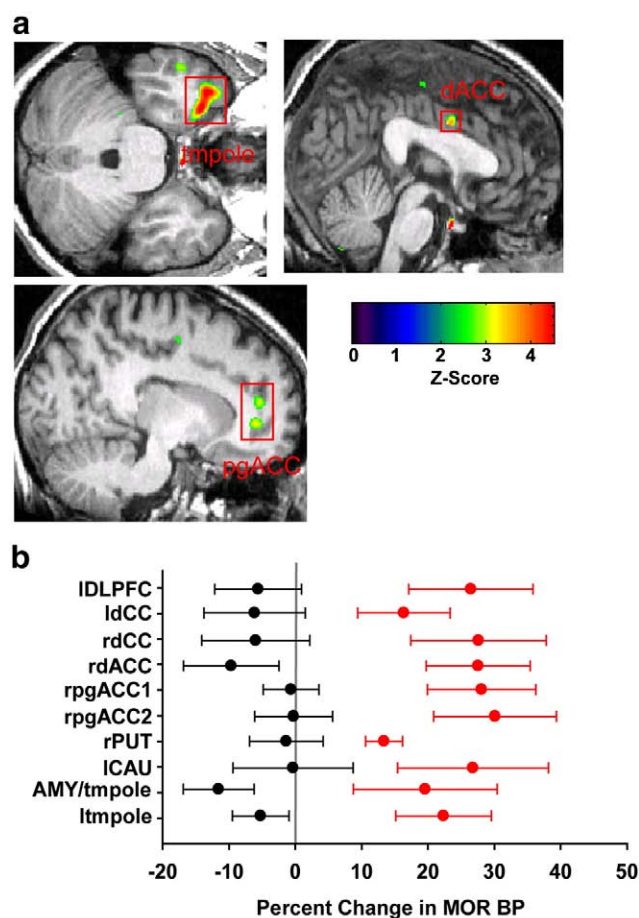 a
tmpole
dACC
pgACC
0 1 2 3 4
Z-Score
b
lDLPFC
ldCC
rdCC
rdACC
rpgACC1
rpgACC2
rPUT
lCAU
AMY/tmpole
ltmpole
-20 -10 0 10 20 30 40 50
Percent Change in MOR BP